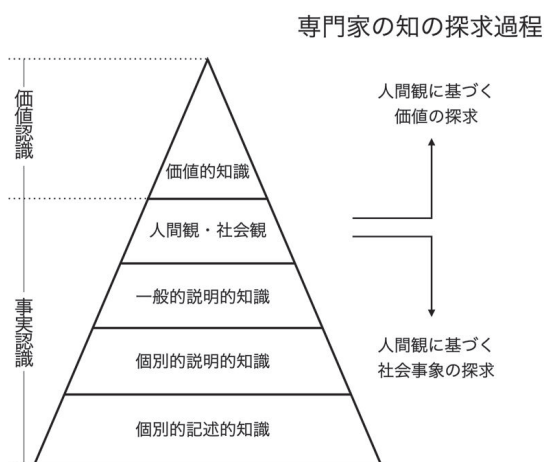 専門家の知の探求過程
価値認識
事実認識
価値的知識
人間観・社会観
一般的説明的知識
個別的説明的知識
個別的記述的知識
人間観に基づく
価値の探求
人間観に基づく
社会事象の探求